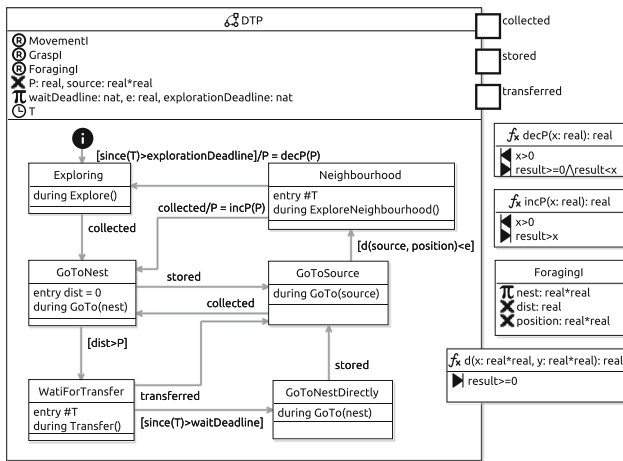 DTP
R MovementI
R GraspI
R ForagingI
P: real, source: real*real
π waitDeadline: nat, e: real, explorationDeadline: nat
T
i
[since(T)>explorationDeadline]/P = decP(P)
Exploring
during Explore()
Neighbourhood
entry #T
during ExploreNeighbourhood()
collected/P = incP(P)
collected
[d(source, position)<e]
GoToNest
entry dist = 0
during GoTo(nest)
stored
GoToSource
during GoTo(source)
collected
[dist>P]
stored
WatiForTransfer
entry #T
during Transfer()
transferred
[since(T)>waitDeadline]
GoToNestDirectly
during GoTo(nest)
collected
stored
transferred
fx decP(x: real): real
x>0
result>=0/\result<x
fx incP(x: real): real
x>0
result>x
ForagingI
π nest: real*real
dist: real
position: real*real
fx d(x: real*real, y: real*real): real
result>=0